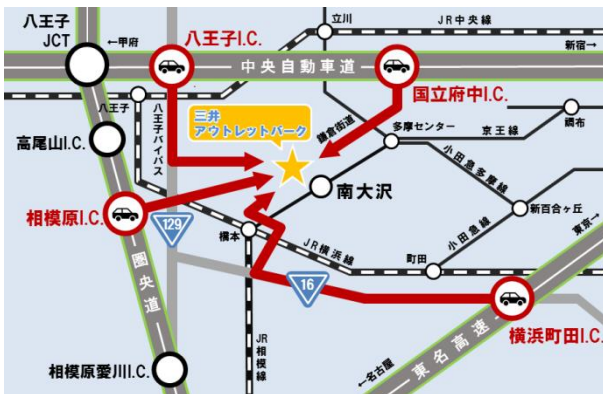 八王子
JCT
←甲府
八王子I.C.
立川
JR中央線
新宿→
中央自動車道
国立府中I.C.
八王子
八王子バイパス
三井
アウトレットパーク
鎌倉街道
多摩センター
京王線
調布
高尾山I.C.
小田急多摩線
南大沢
相模原I.C.
129
橋本
JR横浜線
町田
小田急線
新百合ヶ丘
東京→
圏央道
16
横浜町田I.C.
JR相模線
相模原愛川I.C.
←名古屋
東名高速